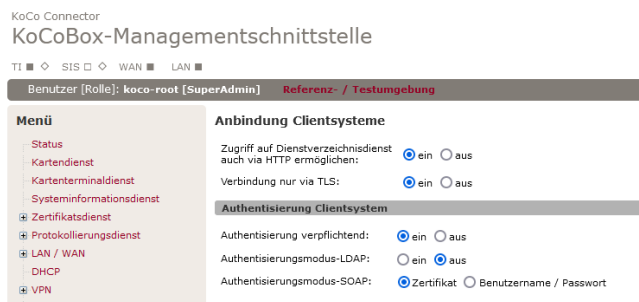 KoCo Connector
KoCoBox-Managementschnittstelle
TI SIS WAN LAN
Benutzer [Rolle]: koco-root [SuperAdmin] Referenz- / Testumgebung
Menü
Status
Kartendienst
Kartenterminaldienst
Systeminformationsdienst
Zertifikatsdienst
Protokollierungsdienst
LAN / WAN
DHCP
VPN
Anbindung Clientsysteme
Zugriff auf Dienstverzeichnisdienst
auch via HTTP ermöglichen: ein aus
Verbindung nur via TLS: ein aus
Authentisierung Clientsystem
Authentisierung verpflichtend: ein aus
Authentisierungsmodus-LDAP: ein aus
Authentisierungsmodus-SOAP: Zertifikat Benutzername / Passwort